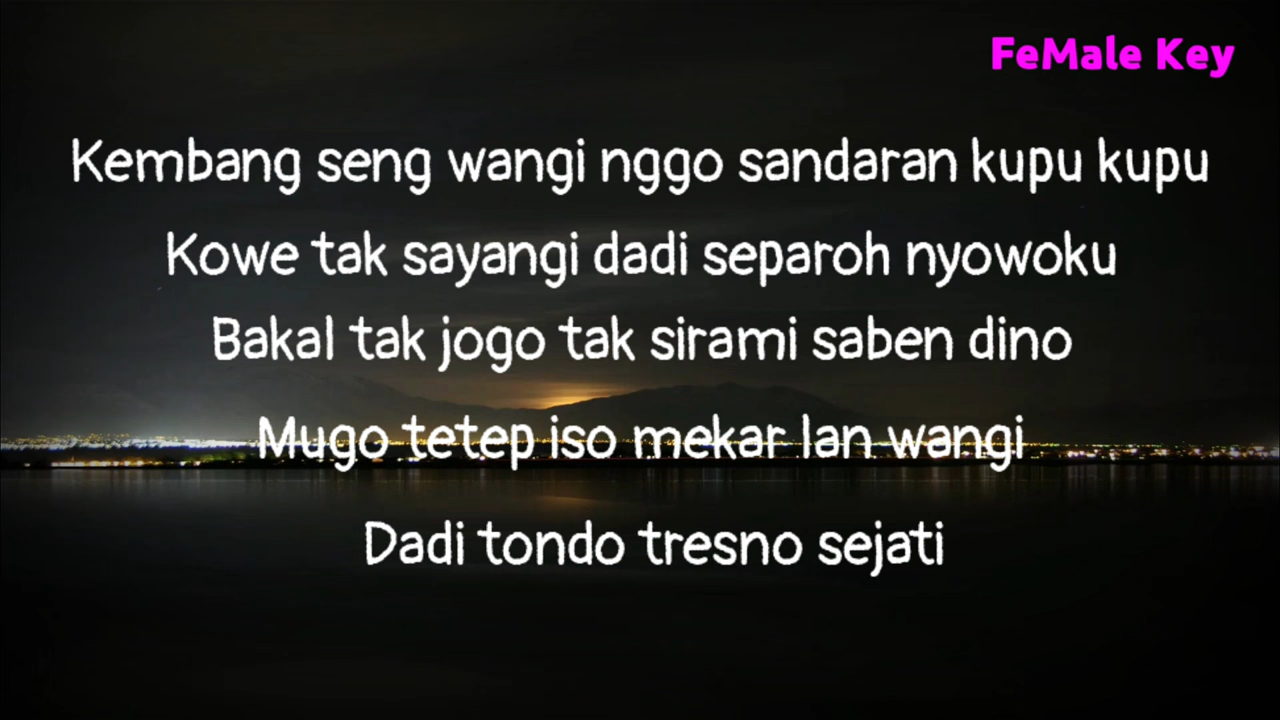 FeMale Key
Kembang seng wangi nggo sandaran kupu kupu
Kowe tak sayangi dadi separoh nyowoku
Bakal tak jogo tak sirami saben dino
Mugo tetep iso mekar lan wangi
Dadi tondo tresno sejati